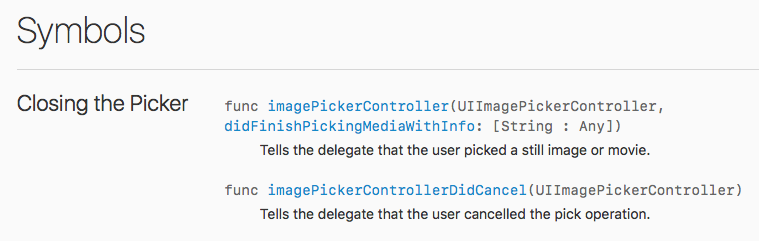 Symbols
Closing the Picker
func imagePickerController(UIImagePickerController,
didFinishPickingMediaWithInfo: [String : Any])
Tells the delegate that the user picked a still image or movie.
func imagePickerControllerDidCancel(UIImagePickerController)
Tells the delegate that the user cancelled the pick operation.